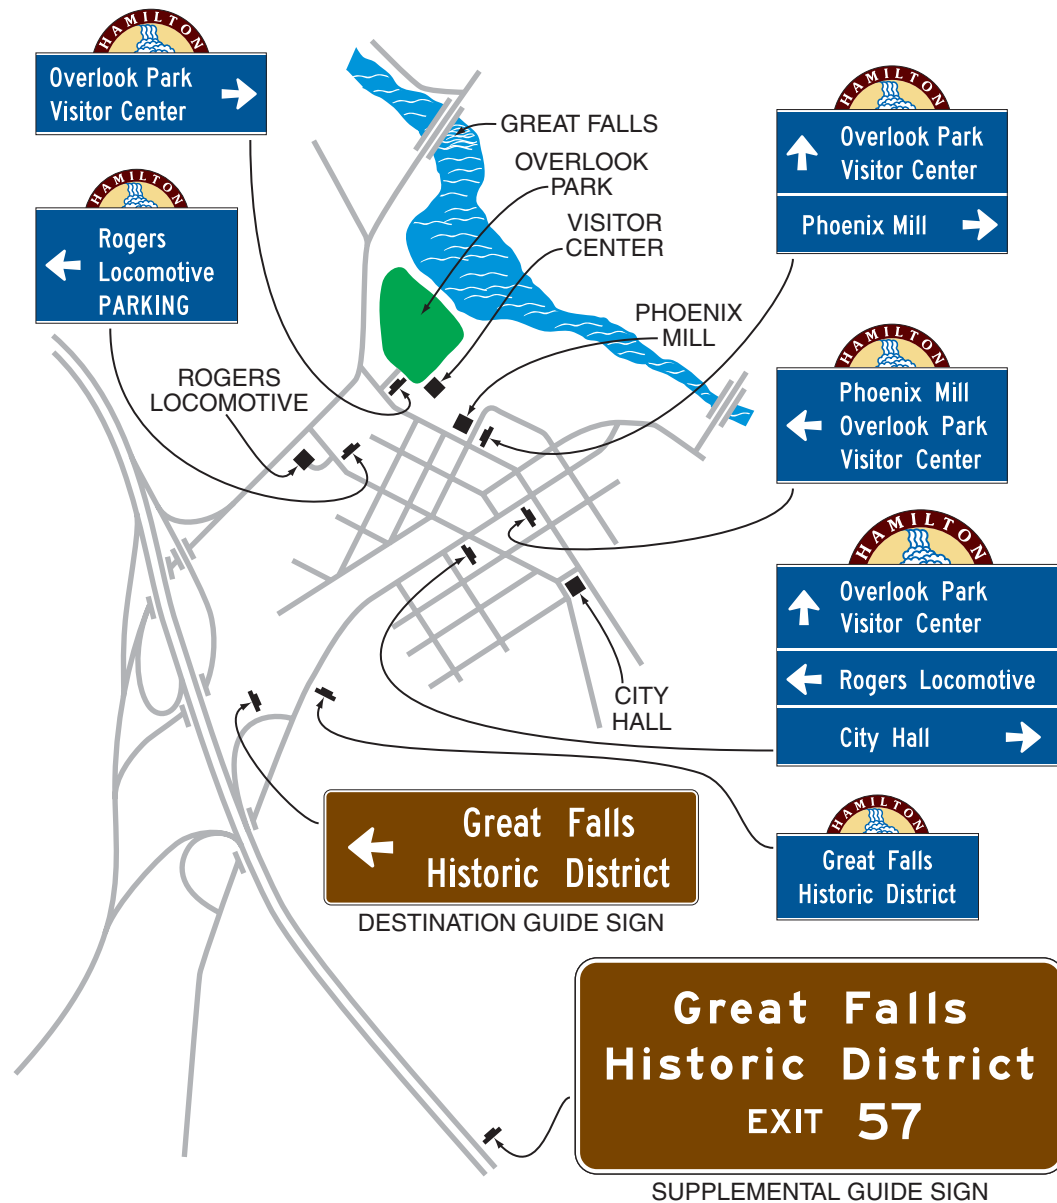 HAMILTON
Overlook Park
Visitor Center
HAMILTON
Rogers
Locomotive
PARKING
GREAT FALLS
OVERLOOK
PARK
VISITOR
CENTER
PHOENIX
MILL
ROGERS
LOCOMOTIVE
CITY
HALL
HAMILTON
Overlook Park
Visitor Center
Phoenix Mill
HAMILTON
Phoenix Mill
Overlook Park
Visitor Center
HAMILTON
Overlook Park
Visitor Center
Rogers Locomotive
City Hall
HAMILTON
Great Falls
Historic District
Great Falls
Historic District
DESTINATION GUIDE SIGN
Great Falls
Historic District
EXIT 57
SUPPLEMENTAL GUIDE SIGN